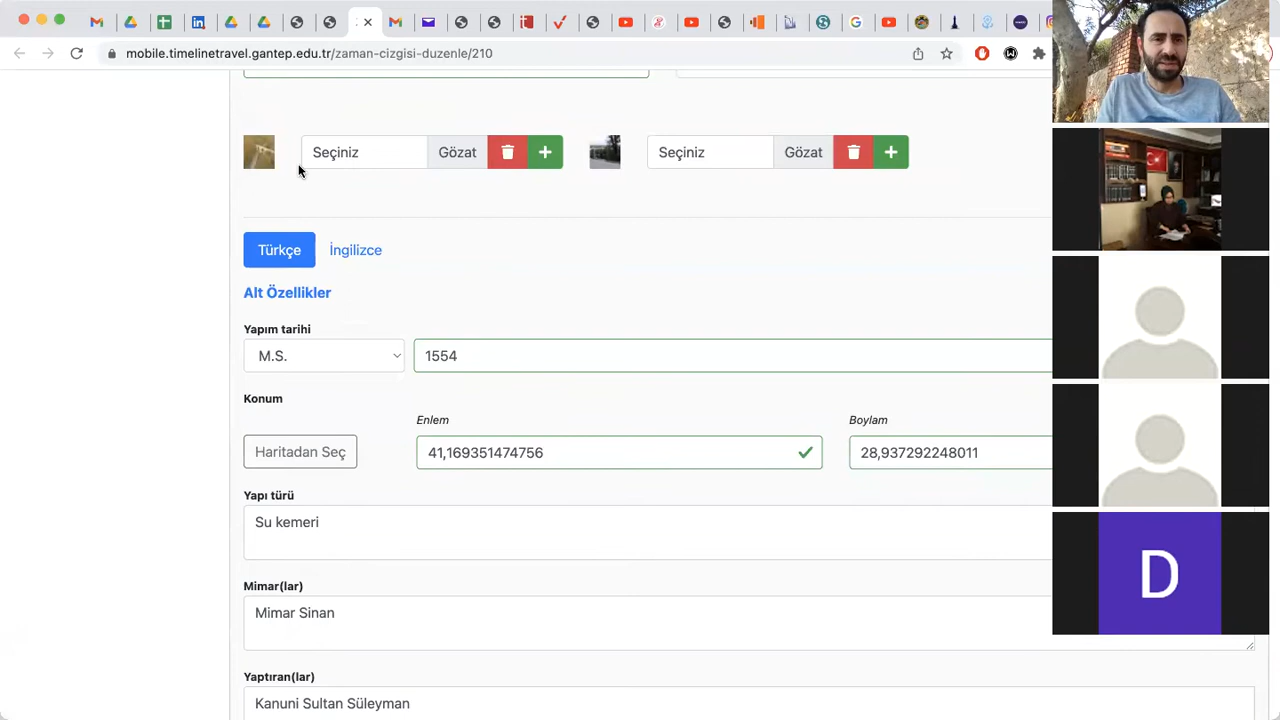 mobile.timelinetravel.gantep.edu.tr/zaman-cizgisi-duzenle/210
Seçiniz Gözat Seçiniz Gözat
Türkçe İngilizce
Alt Özellikler
Yapım tarihi
M.S. 1554
Konum
Enlem Boylam
Haritadan Seç 41,169351474756 28,937292248011
Yapı türü
Su kemeri
Mimar(lar)
Mimar Sinan
Yaptıran(lar)
Kanuni Sultan Süleyman
D